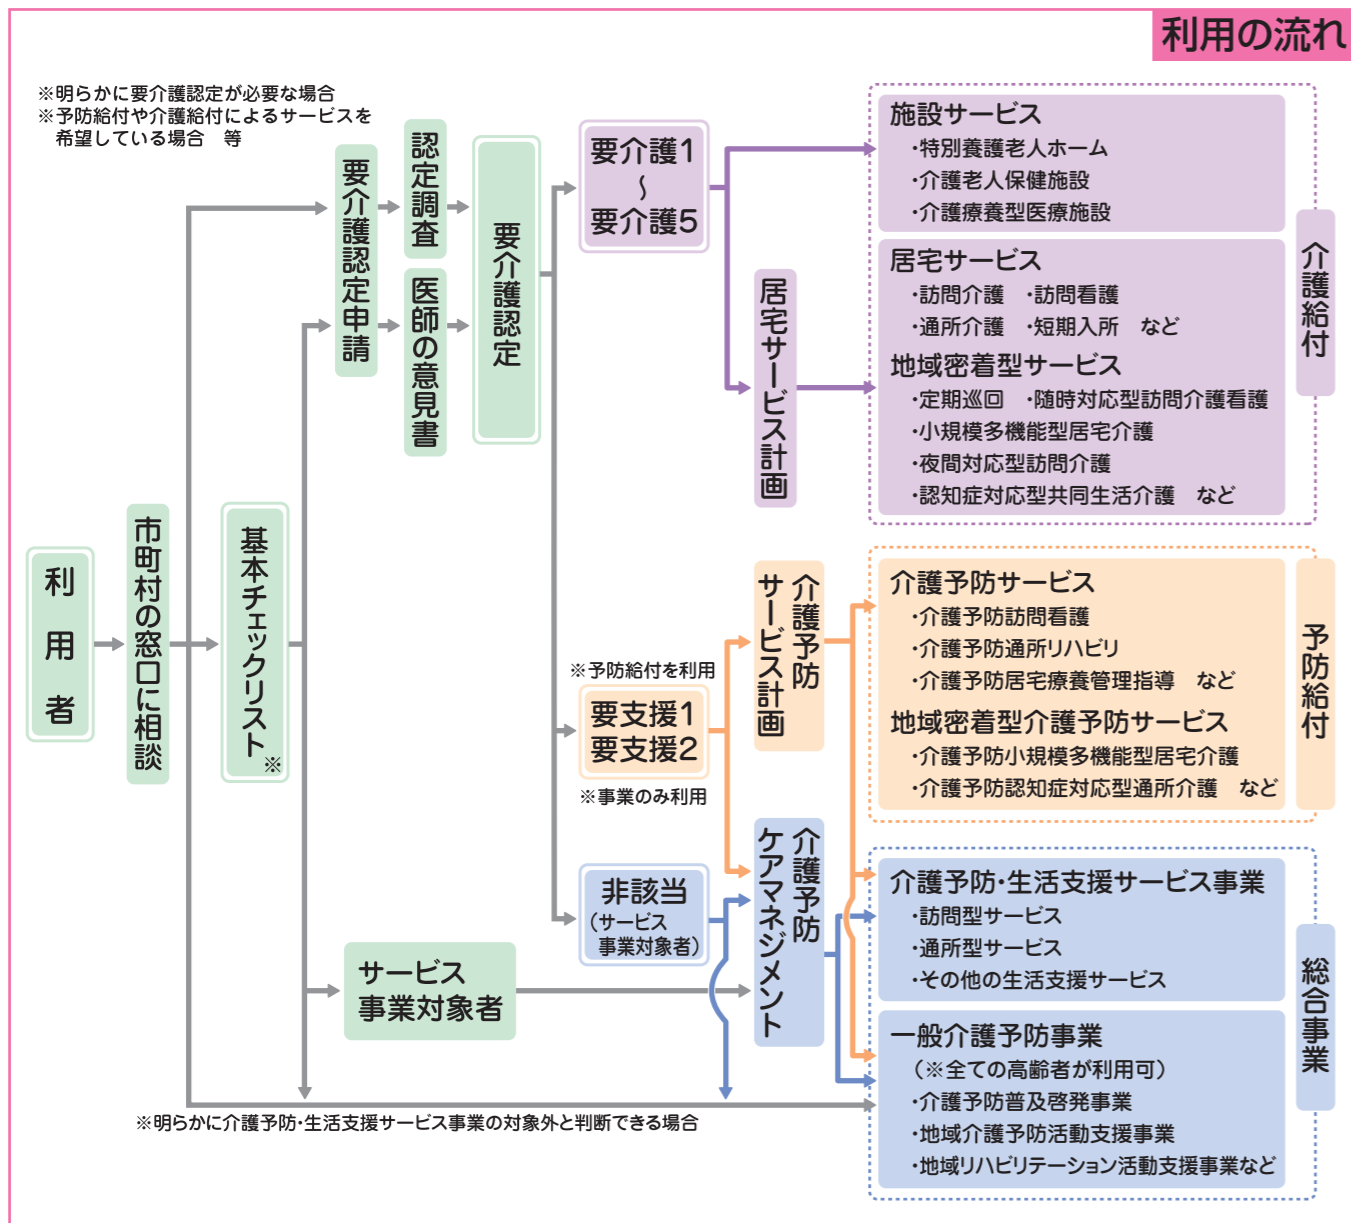 利用の流れ
※明らかに要介護認定が必要な場合
※予防給付や介護給付によるサービスを
希望している場合　等
利用者
市町村の窓口に相談
基本チェックリスト※
要介護認定申請
認定調査
医師の意見書
要介護認定
サービス
事業対象者
要介護1
～
要介護5
※予防給付を利用
要支援1
要支援2
※事業のみ利用
非該当
（サービス
事業対象者）
居宅サービス計画
介護予防
サービス計画
介護予防
ケアマネジメント
施設サービス
・特別養護老人ホーム
・介護老人保健施設
・介護療養型医療施設
居宅サービス
・訪問介護　・訪問看護
・通所介護　・短期入所　など
地域密着型サービス
・定期巡回　・随時対応型訪問介護看護
・小規模多機能型居宅介護
・夜間対応型訪問介護
・認知症対応型共同生活介護　など
介護給付
介護予防サービス
・介護予防訪問看護
・介護予防通所リハビリ
・介護予防居宅療養管理指導　など
地域密着型介護予防サービス
・介護予防小規模多機能型居宅介護
・介護予防認知症対応型通所介護　など
予防給付
介護予防・生活支援サービス事業
・訪問型サービス
・通所型サービス
・その他の生活支援サービス
一般介護予防事業
（※全ての高齢者が利用可）
・介護予防普及啓発事業
・地域介護予防活動支援事業
・地域リハビリテーション活動支援事業など
総合事業
※明らかに介護予防・生活支援サービス事業の対象外と判断できる場合